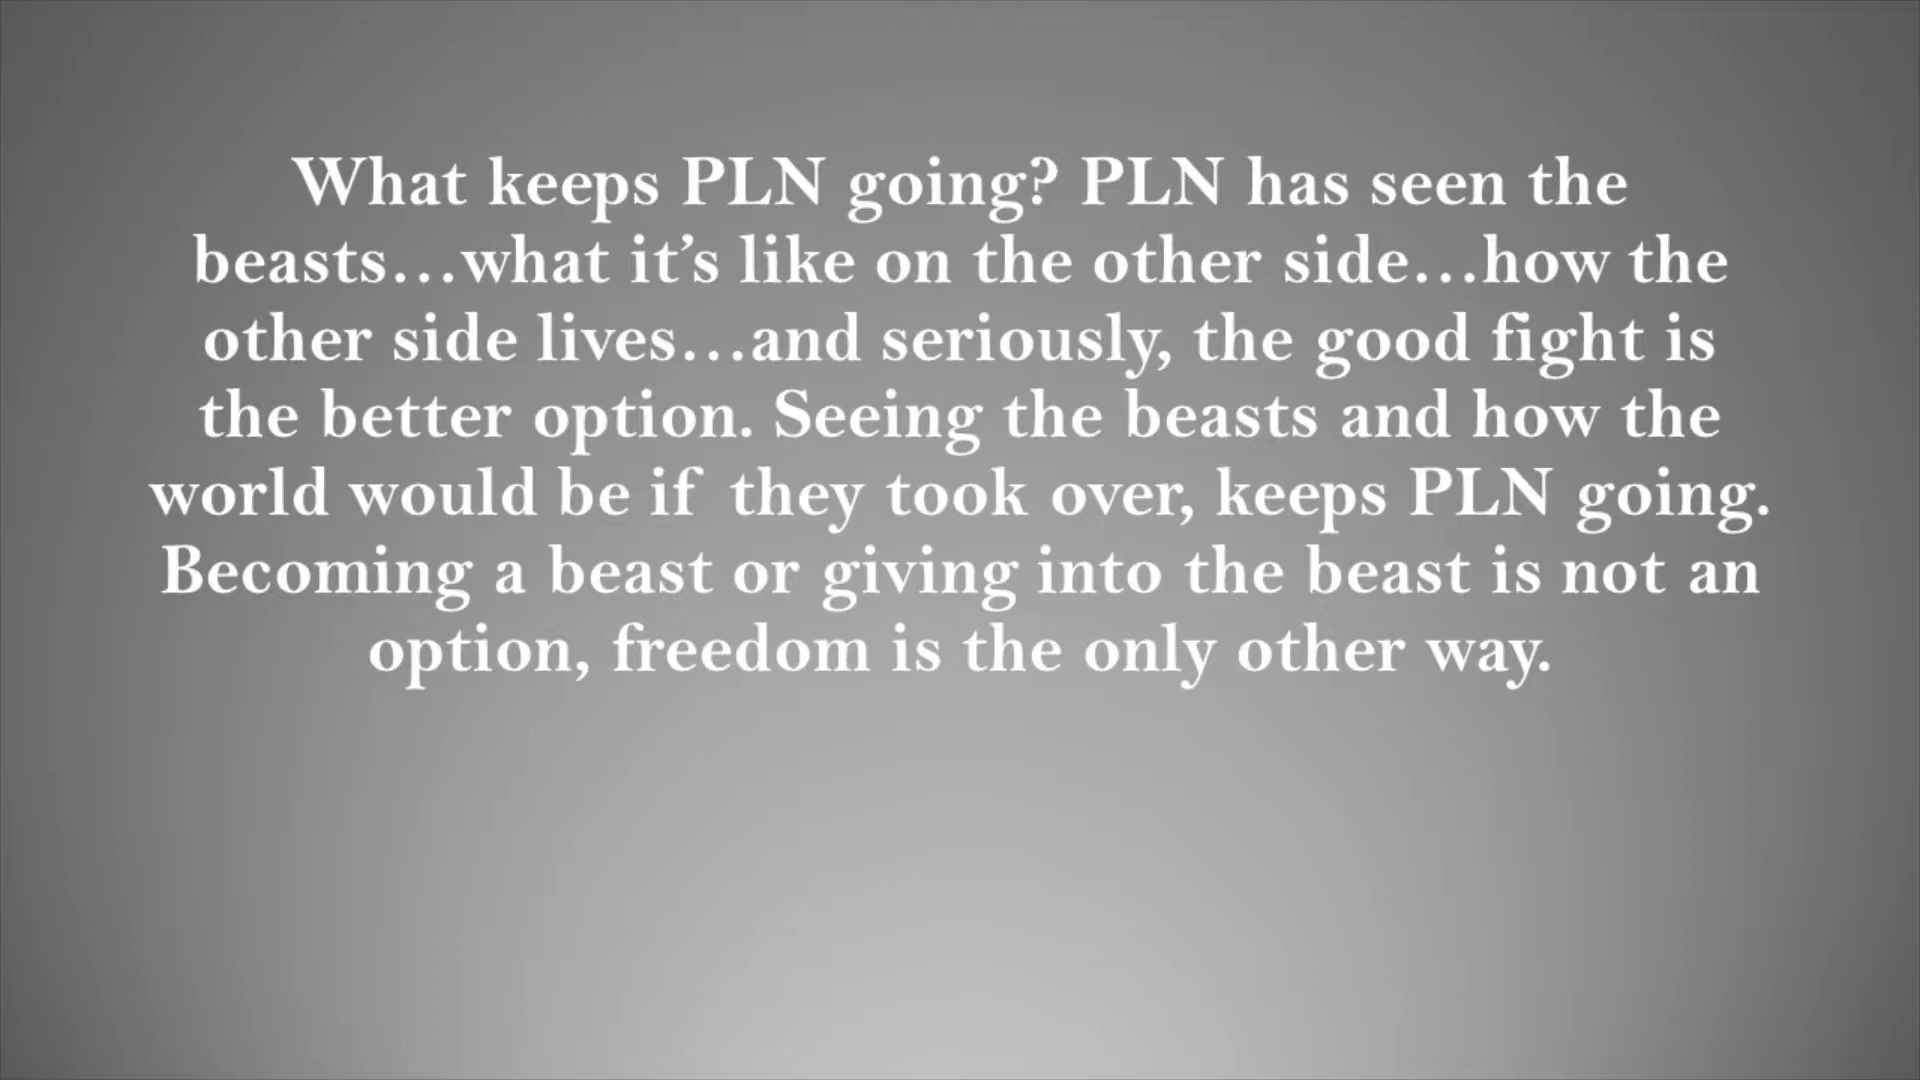 What keeps PLN going? PLN has seen the
beasts…what it’s like on the other side…how the
other side lives…and seriously, the good fight is
the better option. Seeing the beasts and how the
world would be if they took over, keeps PLN going.
Becoming a beast or giving into the beast is not an
option, freedom is the only other way.